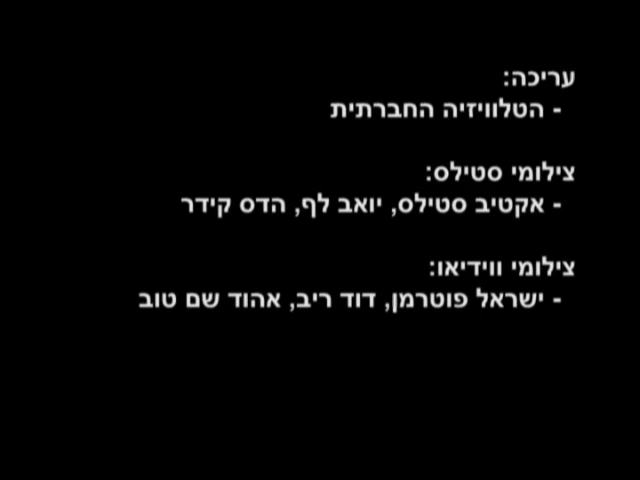 עריכה:
- הטלוויזיה החברתית
צילומי סטילס:
- אקטיב סטילס, יואב לף, הדס קידר
צילומי ווידיאו:
- ישראל פוטרמן, דוד ריב, אהוד שם טוב